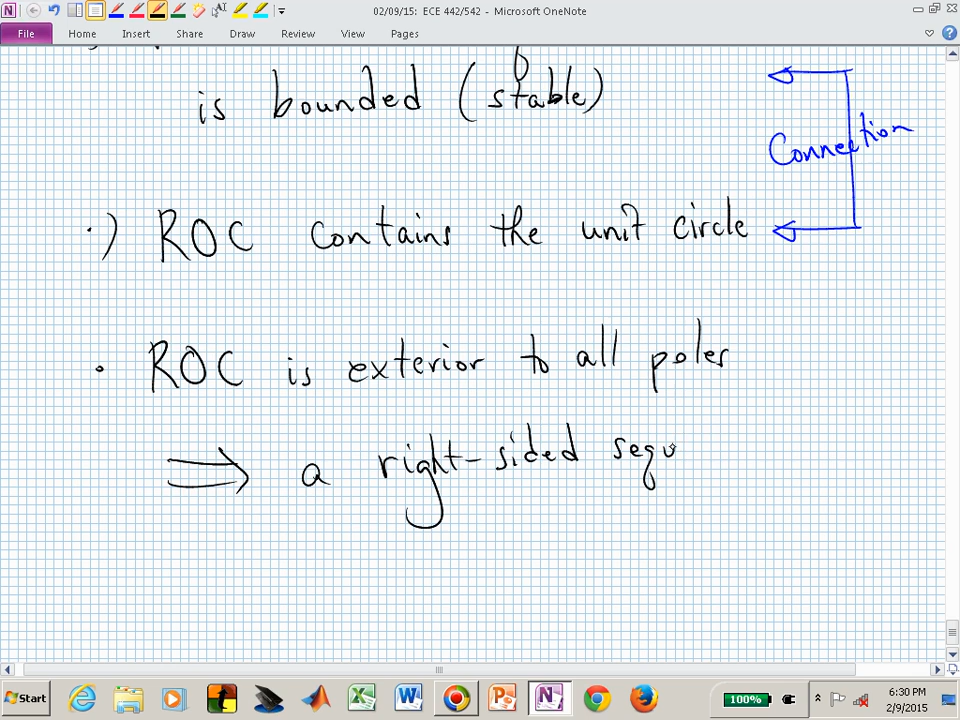 02/09/15: ECE 442/542 - Microsoft OneNote
File Home Insert Share Draw Review View Pages
is bounded (stable)
Connection
·) ROC contains the unit circle
• ROC is exterior to all poles
⇒ a right-sided sequ
Start
100%
6:30 PM
2/9/2015